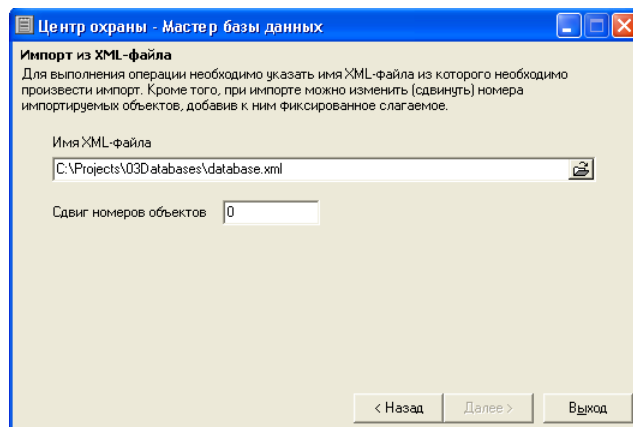 Центр охраны - Мастер базы данных
Импорт из XML-файла
Для выполнения операции необходимо указать имя XML-файла из которого необходимо
произвести импорт. Кроме того, при импорте можно изменить (сдвинуть) номера
импортируемых объектов, добавив к ним фиксированное слагаемое.
Имя XML-файла
C:\Projects\03Databases\database.xml
Сдвиг номеров объектов 0
< Назад Далее > Выход